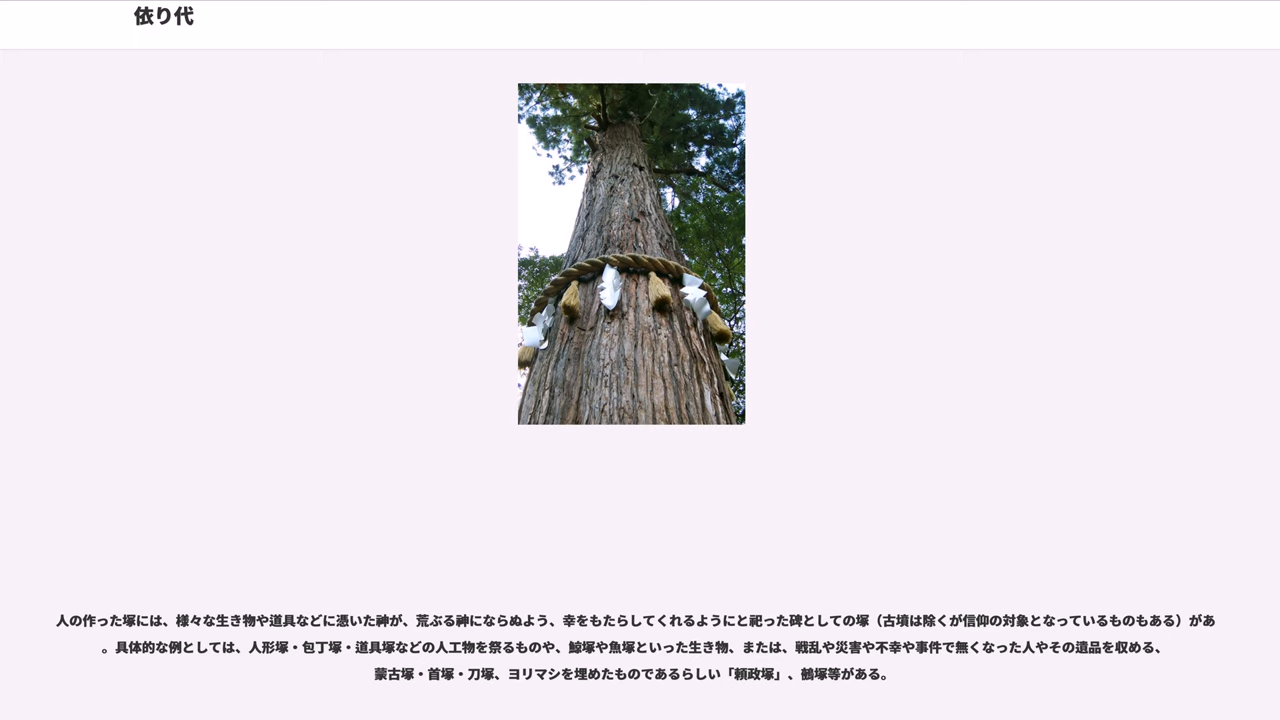 依り代
人の作った塚には、様々な生き物や道具などに憑いた神が、荒ぶる神にならぬよう、幸をもたらしてくれるようにと祀った碑としての塚（古墳は除くが信仰の対象となっているものもある）があ
。具体的な例としては、人形塚・包丁塚・道具塚などの人工物を祭るものや、鯨塚や魚塚といった生き物、または、戦乱や災害や不幸や事件で無くなった人やその遺品を収める、
蒙古塚・首塚・刀塚、ヨリマシを埋めたものであるらしい「頼政塚」、鵺塚等がある。